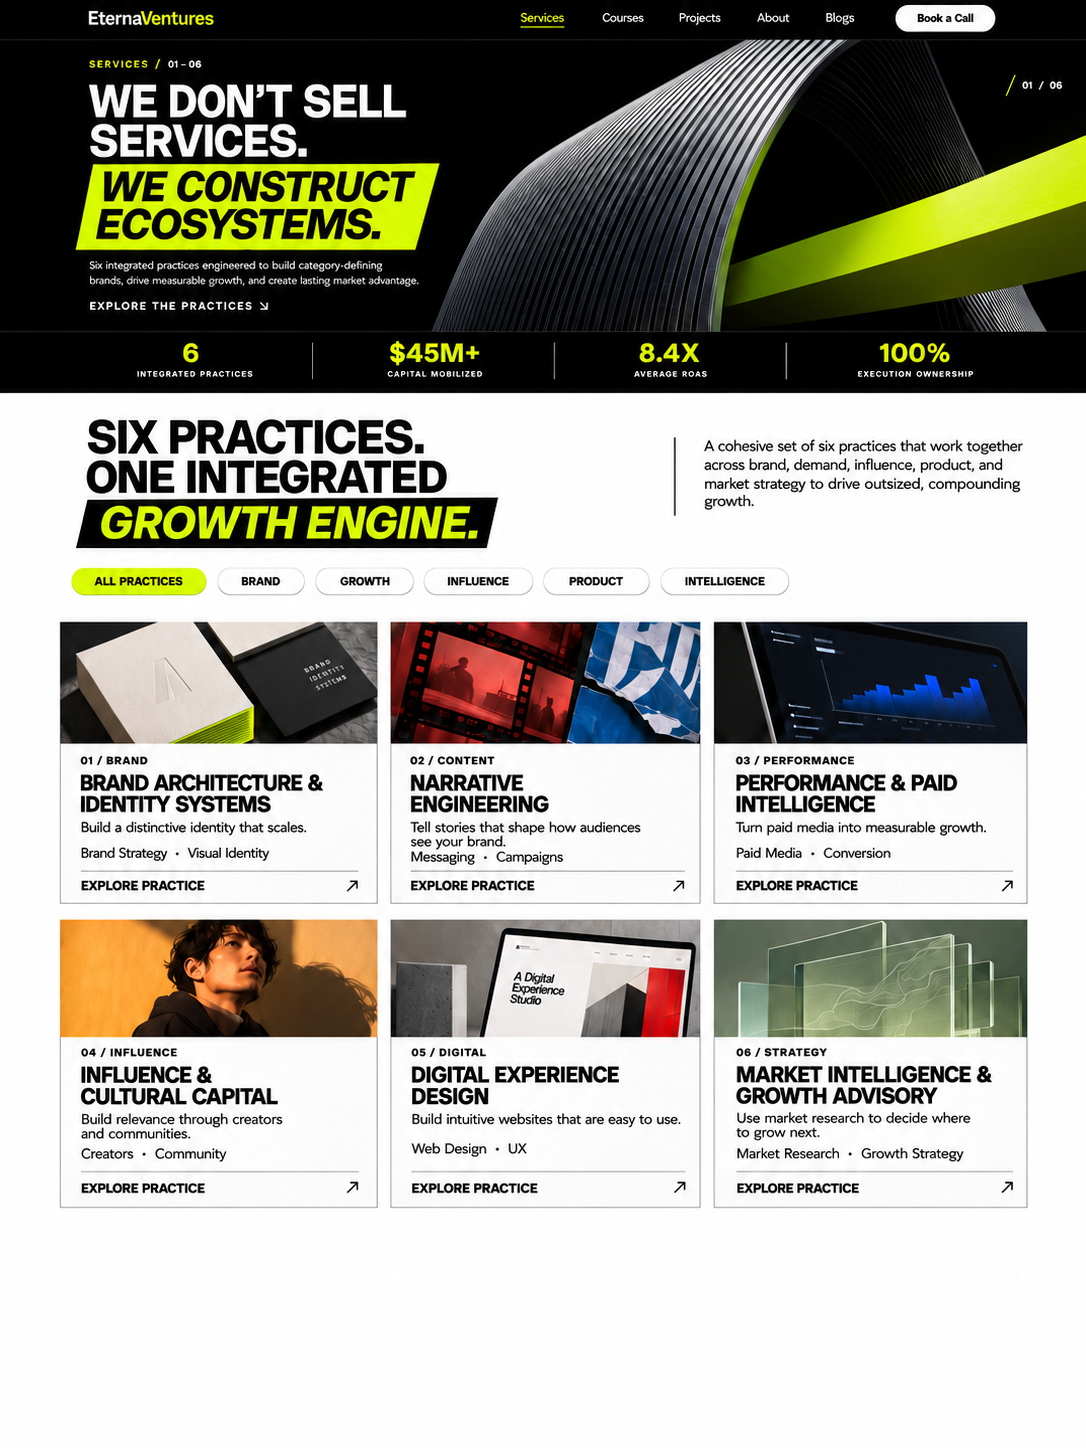 EternaVentures
Services
Courses
Projects
About
Blogs
Book a Call
SERVICES / 01–06
01 / 06
WE DON'T SELL
SERVICES.
WE CONSTRUCT
ECOSYSTEMS.
Six integrated practices engineered to build category-defining
brands, drive measurable growth, and create lasting market advantage.
EXPLORE THE PRACTICES
6
INTEGRATED PRACTICES
$45M+
CAPITAL MOBILIZED
8.4X
AVERAGE ROAS
100%
EXECUTION OWNERSHIP
SIX PRACTICES.
ONE INTEGRATED
GROWTH ENGINE.
A cohesive set of six practices that work together
across brand, demand, influence, product, and
market strategy to drive outsized, compounding
growth.
ALL PRACTICES
BRAND
GROWTH
INFLUENCE
PRODUCT
INTELLIGENCE
A
BRAND
IDENTITY
SYSTEMS
01 / BRAND
BRAND ARCHITECTURE &
IDENTITY SYSTEMS
Build a distinctive identity that scales.
Brand Strategy • Visual Identity
EXPLORE PRACTICE
02 / CONTENT
NARRATIVE
ENGINEERING
Tell stories that shape how audiences
see your brand.
Messaging • Campaigns
EXPLORE PRACTICE
03 / PERFORMANCE
PERFORMANCE & PAID
INTELLIGENCE
Turn paid media into measurable growth.
Paid Media • Conversion
EXPLORE PRACTICE
04 / INFLUENCE
INFLUENCE &
CULTURAL CAPITAL
Build relevance through creators
and communities.
Creators • Community
EXPLORE PRACTICE
A Digital
Experience
Studio
05 / DIGITAL
DIGITAL EXPERIENCE
DESIGN
Build intuitive websites that are easy to use.
Web Design • UX
EXPLORE PRACTICE
06 / STRATEGY
MARKET INTELLIGENCE &
GROWTH ADVISORY
Use market research to decide where
to grow next.
Market Research • Growth Strategy
EXPLORE PRACTICE